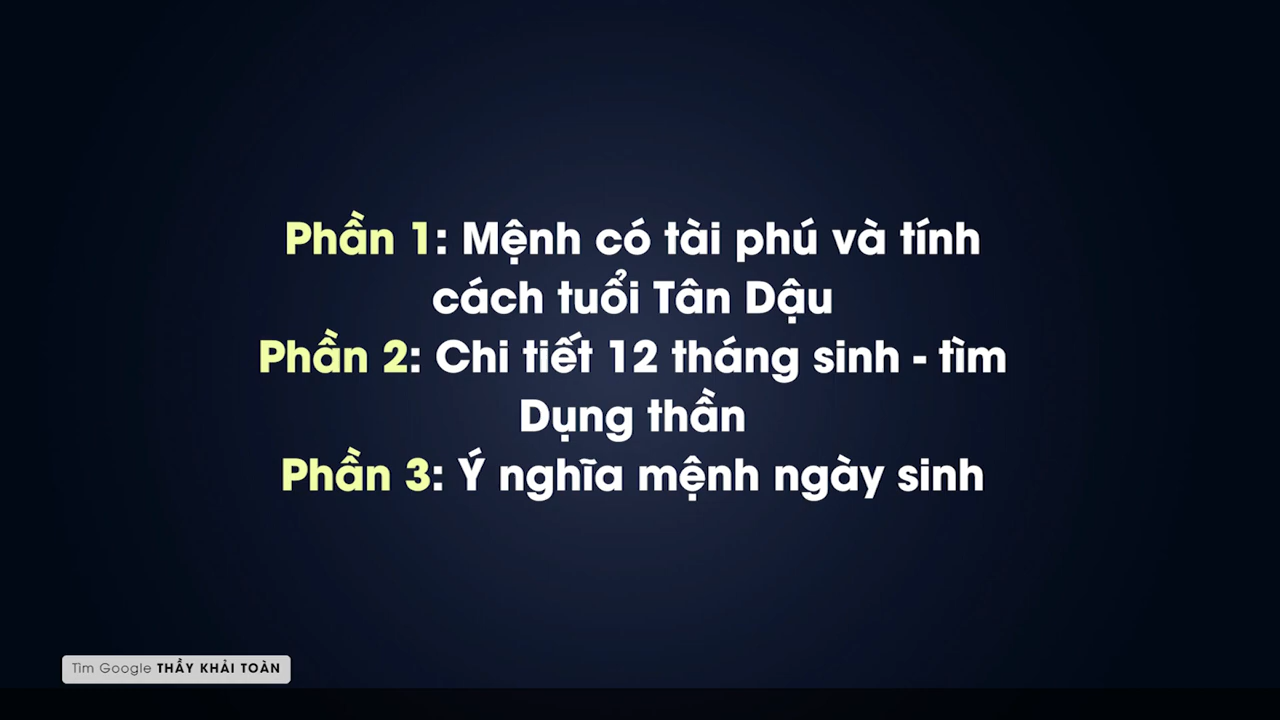 Phần 1: Mệnh có tài phú và tính
cách tuổi Tân Dậu
Phần 2: Chi tiết 12 tháng sinh - tìm
Dụng thần
Phần 3: Ý nghĩa mệnh ngày sinh
Tìm Google THẦY KHẢI TOÀN